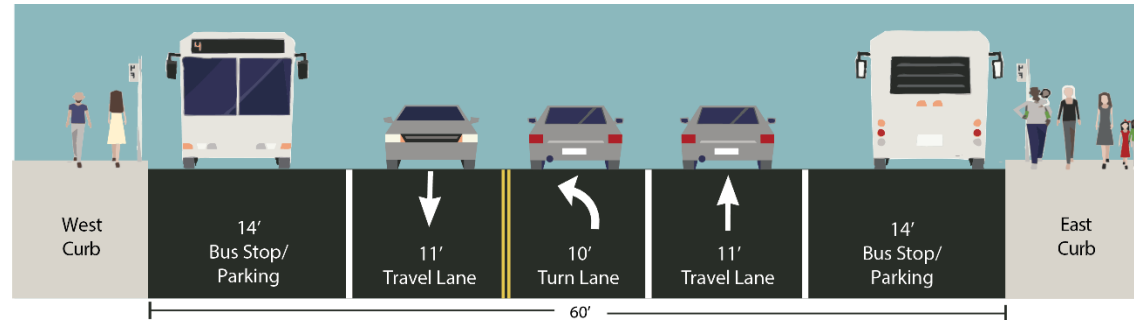 4
West
Curb
14’
Bus Stop/
Parking
11’
Travel Lane
10’
Turn Lane
11’
Travel Lane
14’
Bus Stop/
Parking
East
Curb
60’